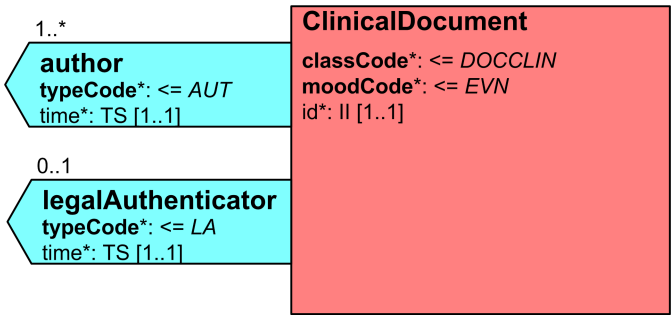 1..*
author
typeCode*: <= AUT
time*: TS [1..1]
0..1
legalAuthenticator
typeCode*: <= LA
time*: TS [1..1]
ClinicalDocument
classCode*: <= DOCCLIN
moodCode*: <= EVN
id*: II [1..1]